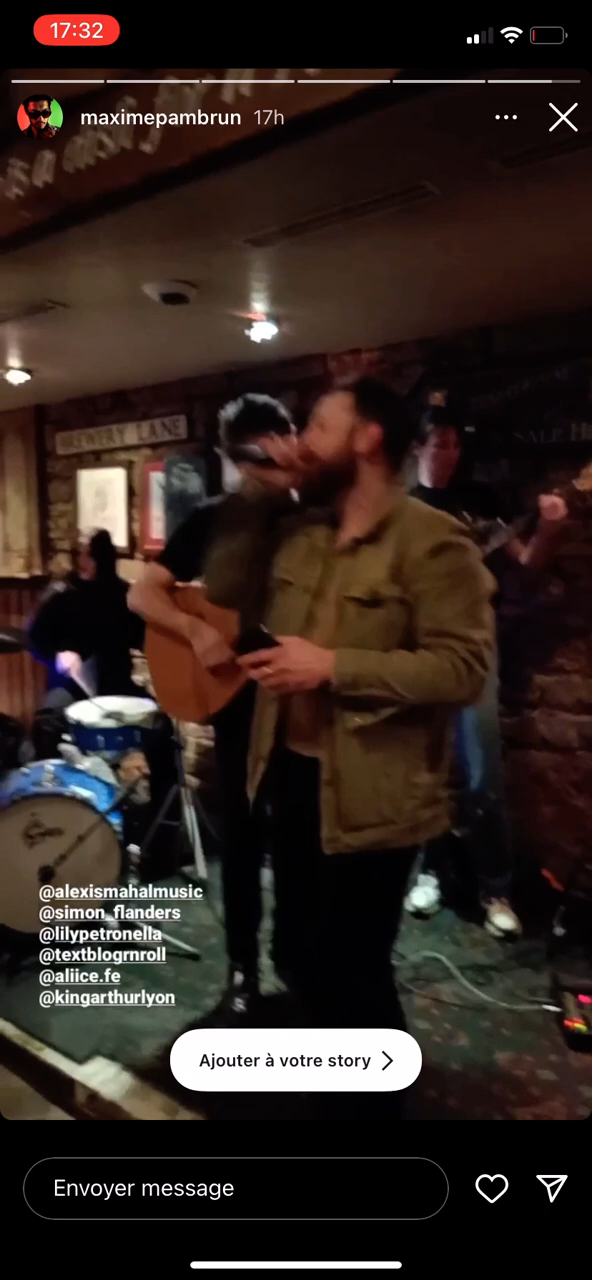 17:32
maximepambrun 17h
BREWERY LANE
@alexismahalmusic
@simon_flanders
@lilypetronella
@textblogrnroll
@aliice.fe
@kingarthurlyon
Ajouter à votre story
Envoyer message